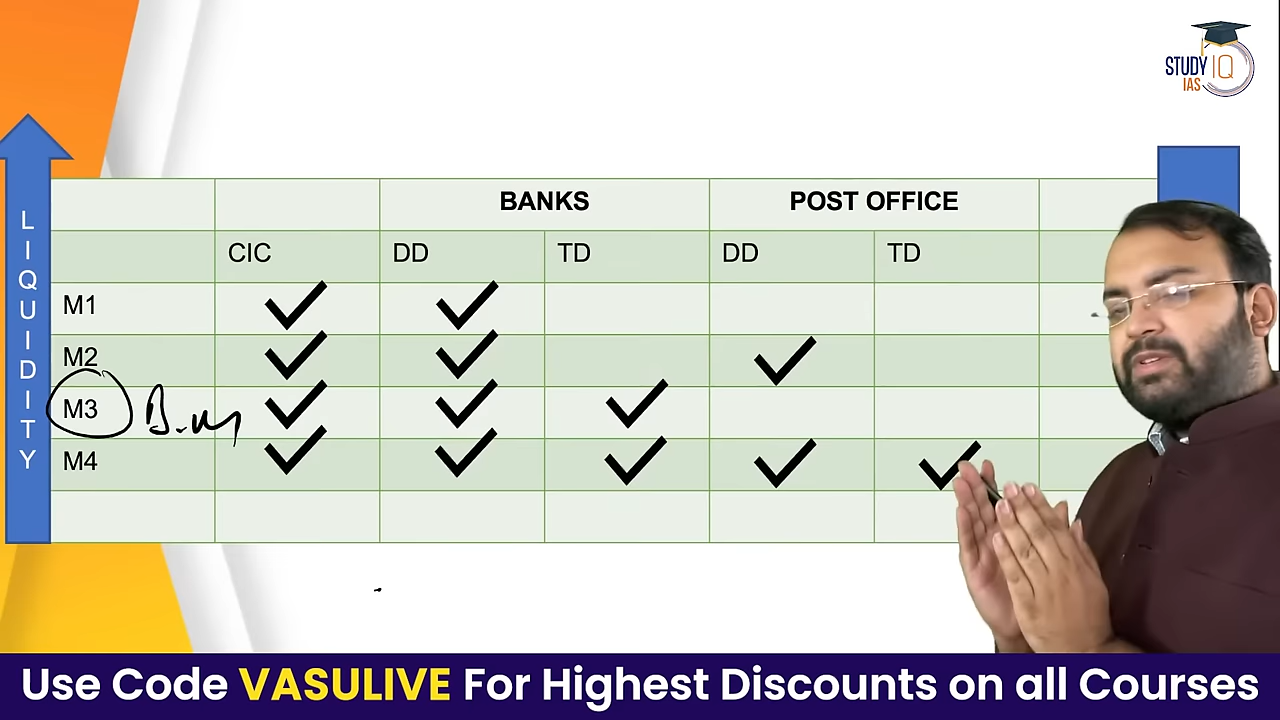 STUDY IQ
IAS
LIQUIDITY
BANKS POST OFFICE
CIC DD TD DD TD
M1
M2
M3 B.M
M4
Use Code VASULIVE For Highest Discounts on all Courses